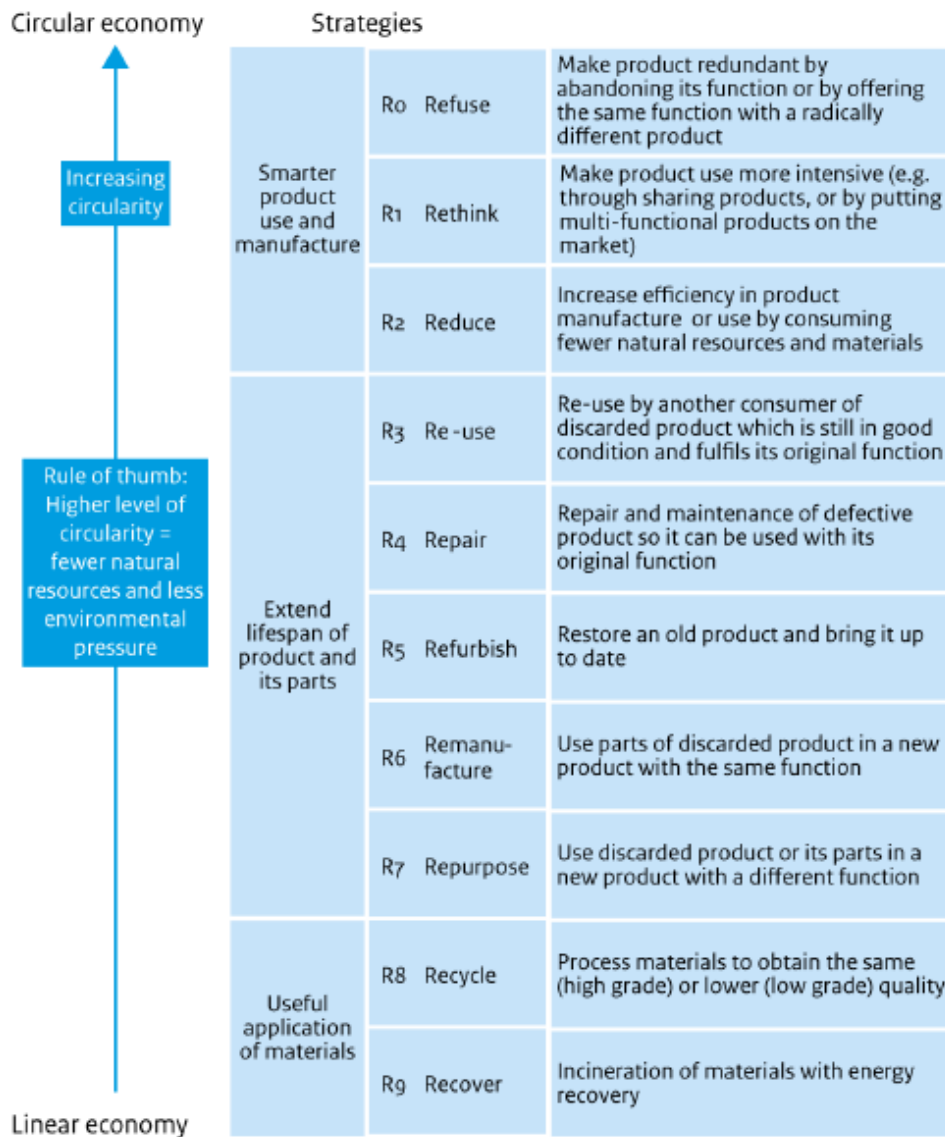 Circular economy
Strategies
Increasing
circularity
Rule of thumb:
Higher level of
circularity =
fewer natural
resources and less
environmental
pressure
Linear economy
Smarter
product
use and
manufacture
Ro Refuse
Make product redundant by
abandoning its function or by offering
the same function with a radically
different product
R1 Rethink
Make product use more intensive (e.g.
through sharing products, or by putting
multi-functional products on the
market)
R2 Reduce
Increase efficiency in product
manufacture or use by consuming
fewer natural resources and materials
Extend
lifespan of
product and
its parts
R3 Re-use
Re-use by another consumer of
discarded product which is still in good
condition and fulfils its original function
R4 Repair
Repair and maintenance of defective
product so it can be used with its
original function
R5 Refurbish
Restore an old product and bring it up
to date
R6 Remanu-
facture
Use parts of discarded product in a new
product with the same function
R7 Repurpose
Use discarded product or its parts in a
new product with a different function
Useful
application
of materials
R8 Recycle
Process materials to obtain the same
(high grade) or lower (low grade) quality
R9 Recover
Incineration of materials with energy
recovery